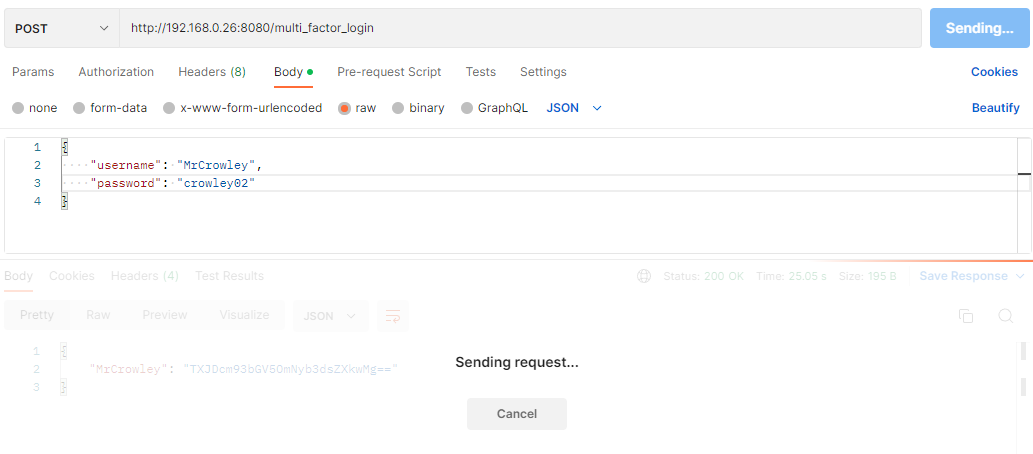 POST http://192.168.0.26:8080/multi_factor_login Sending...
Params Authorization Headers (8) Body Pre-request Script Tests Settings Cookies
none form-data x-www-form-urlencoded raw binary GraphQL JSON Beautify
1 {
2 "username": "MrCrowley",
3 "password": "crowley02"
4 }
Body Cookies Headers (4) Test Results Status: 200 OK Time: 25.05 s Size: 195 B Save Response
Pretty Raw Preview Visualize JSON
1 {
2 "MrCrowley": "TXJDcm93bGV5OmNyb3dsZXkwMg=="
3 }
Sending request...
Cancel